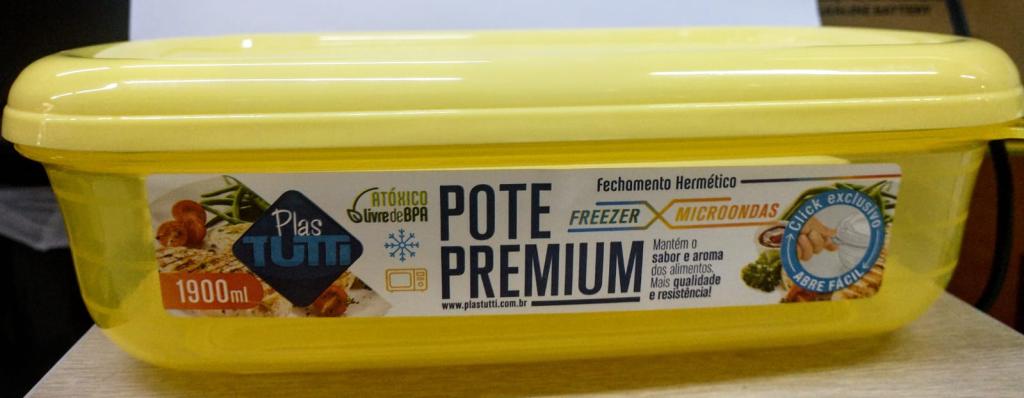 Plas
TUTTI
1900ml
ATÓXICO
livre de BPA
POTE
PREMIUM
www.plastutti.com.br
Fechamento Hermético
FREEZER MICROONDAS
Mantém o
sabor e aroma
dos alimentos.
Mais qualidade
e resistência!
Click exclusivo
ABRE FÁCIL
BATTERY